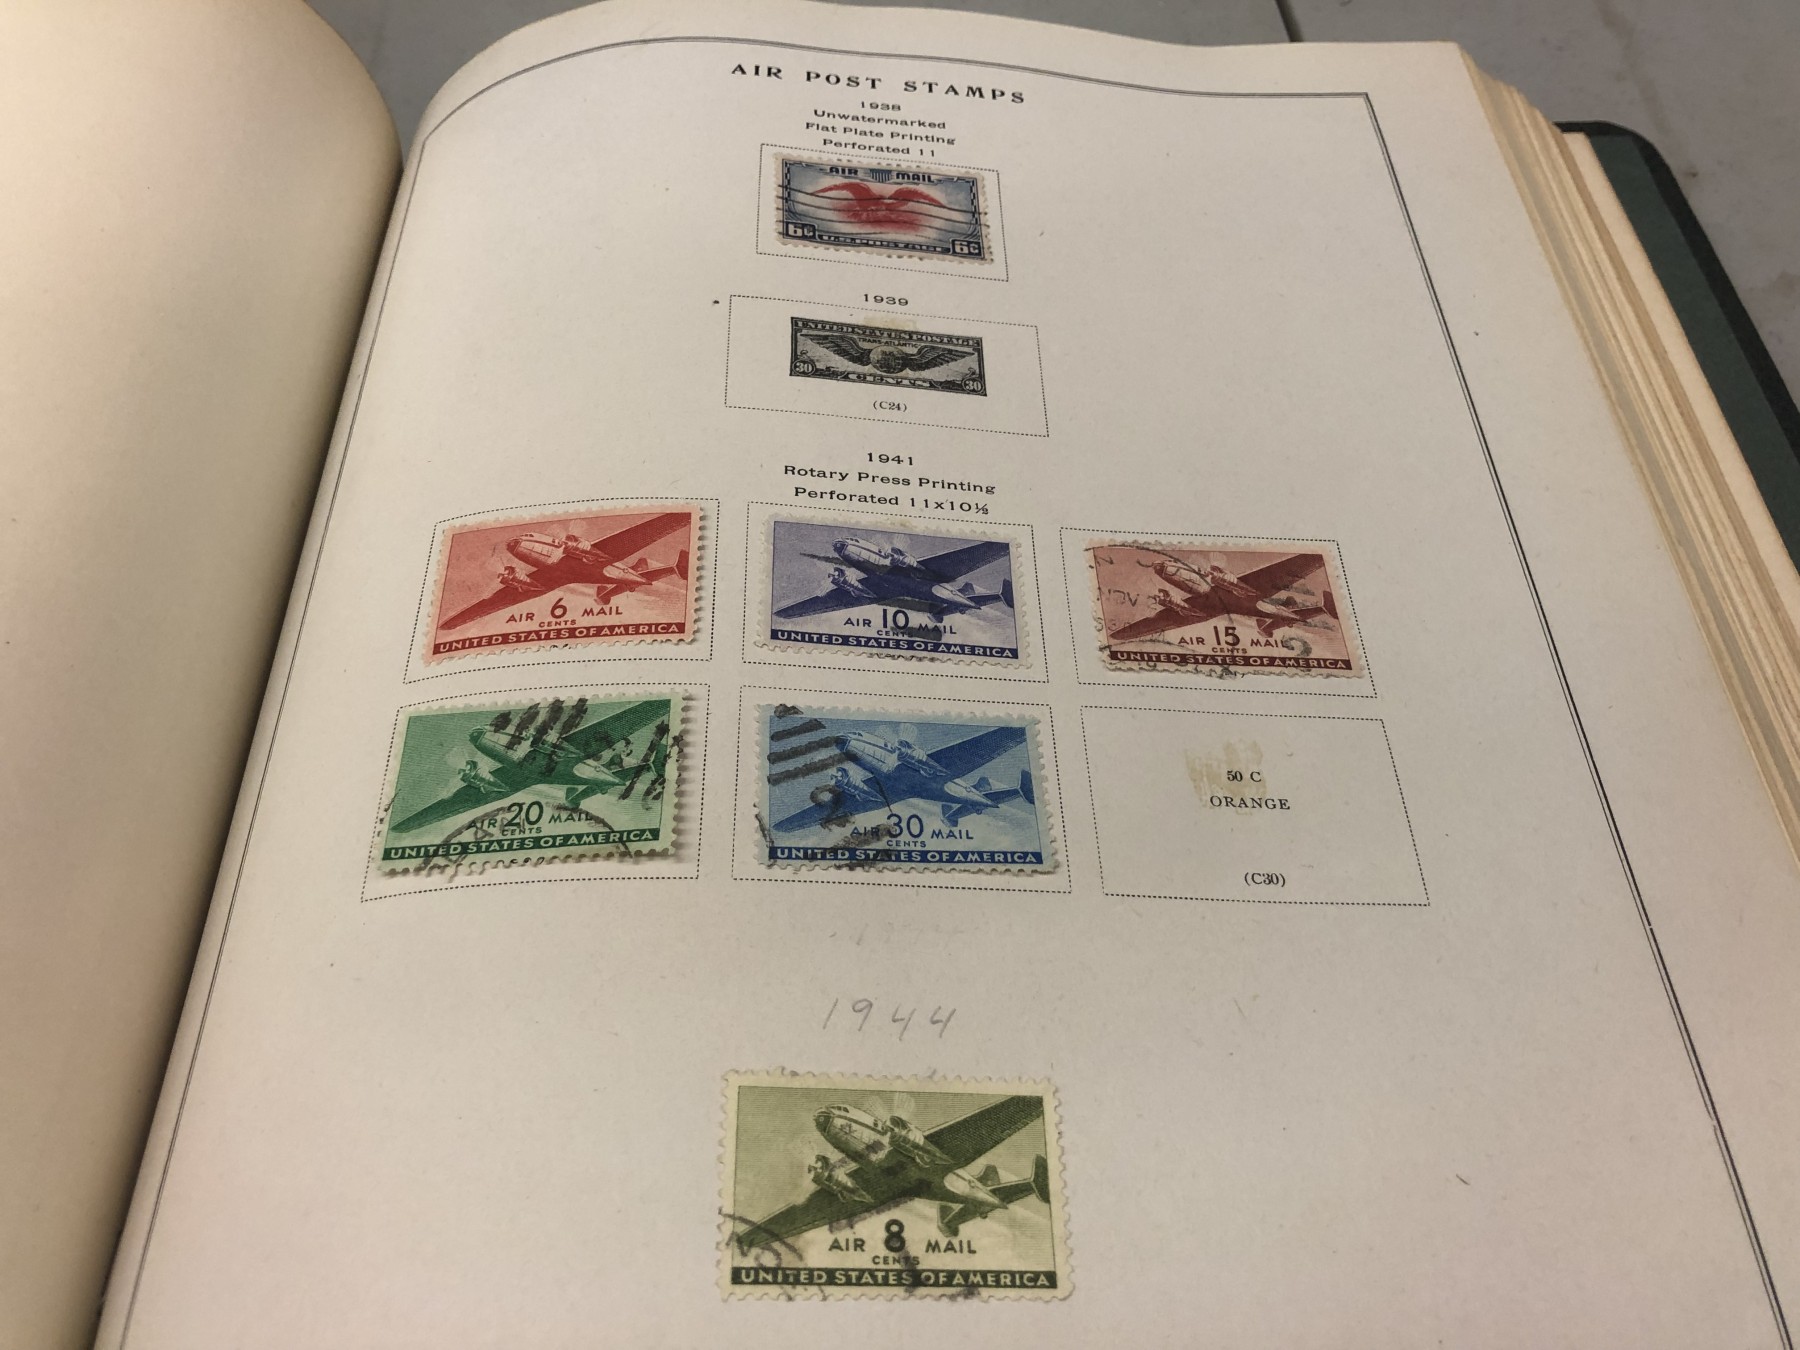 AIR POST STAMPS
1938
Unwatermarked
Flat Plate Printing
Perforated 11
AIR MAIL
6¢ U.S. POSTAGE 6¢
1939
UNITED STATES POSTAGE
TRANS-ATLANTIC
30 CENTS 30
(C24)
1941
Rotary Press Printing
Perforated 11x10½
AIR 6 MAIL
CENTS
UNITED STATES OF AMERICA
AIR 10 MAIL
CENTS
UNITED STATES OF AMERICA
NOV
AIR 15 MAIL
CENTS
UNITED STATES OF AMERICA
AIR 20 MAIL
CENTS
UNITED STATES OF AMERICA
AIR 30 MAIL
CENTS
UNITED STATES OF AMERICA
50 C
ORANGE
(C30)
1944
AIR 8 MAIL
CENTS
UNITED STATES OF AMERICA